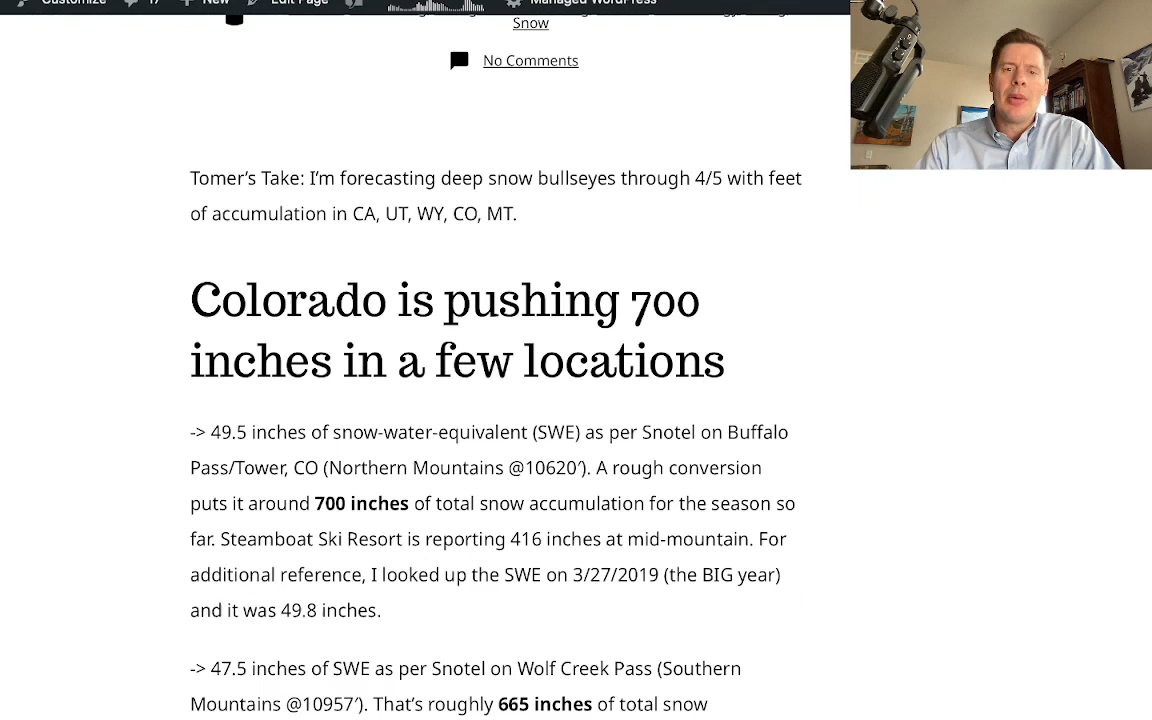 Customize 17 New Edit Page Managed WordPress
Snow
No Comments
Tomer’s Take: I’m forecasting deep snow bullseyes through 4/5 with feet
of accumulation in CA, UT, WY, CO, MT.
Colorado is pushing 700
inches in a few locations
-> 49.5 inches of snow-water-equivalent (SWE) as per Snotel on Buffalo
Pass/Tower, CO (Northern Mountains @10620′). A rough conversion
puts it around 700 inches of total snow accumulation for the season so
far. Steamboat Ski Resort is reporting 416 inches at mid-mountain. For
additional reference, I looked up the SWE on 3/27/2019 (the BIG year)
and it was 49.8 inches.
-> 47.5 inches of SWE as per Snotel on Wolf Creek Pass (Southern
Mountains @10957′). That’s roughly 665 inches of total snow